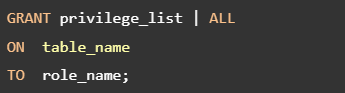 GRANT privilege_list | ALL
ON  table_name
TO  role_name;